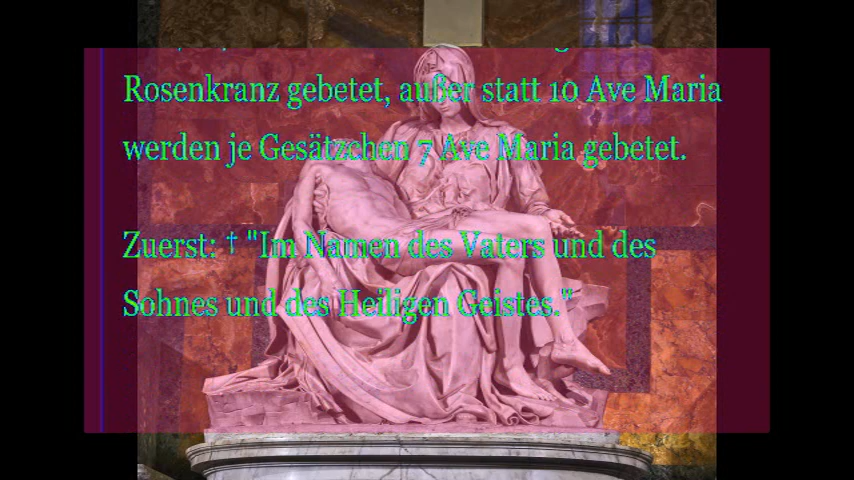 Rosenkranz gebetet, außer statt 10 Ave Maria
werden je Gesätzchen 7 Ave Maria gebetet.
Zuerst: † "Im Namen des Vaters und des
Sohnes und des Heiligen Geistes."